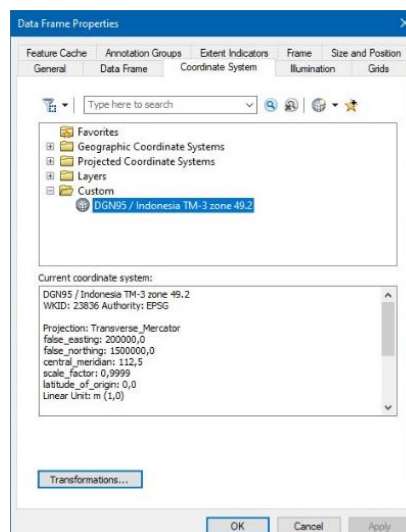 Data Frame Properties
Feature Cache Annotation Groups Extent Indicators Frame Size and Position
General Data Frame Coordinate System Illumination Grids
Type here to search
Favorites
Geographic Coordinate Systems
Projected Coordinate Systems
Layers
Custom
DGN95 / Indonesia TM-3 zone 49.2
Current coordinate system:
DGN95 / Indonesia TM-3 zone 49.2
WKID: 23836 Authority: EPSG
Projection: Transverse_Mercator
false_easting: 200000,0
false_northing: 1500000,0
central_meridian: 112,5
scale_factor: 0,9999
latitude_of_origin: 0,0
Linear Unit: m (1,0)
Transformations...
OK Cancel Apply